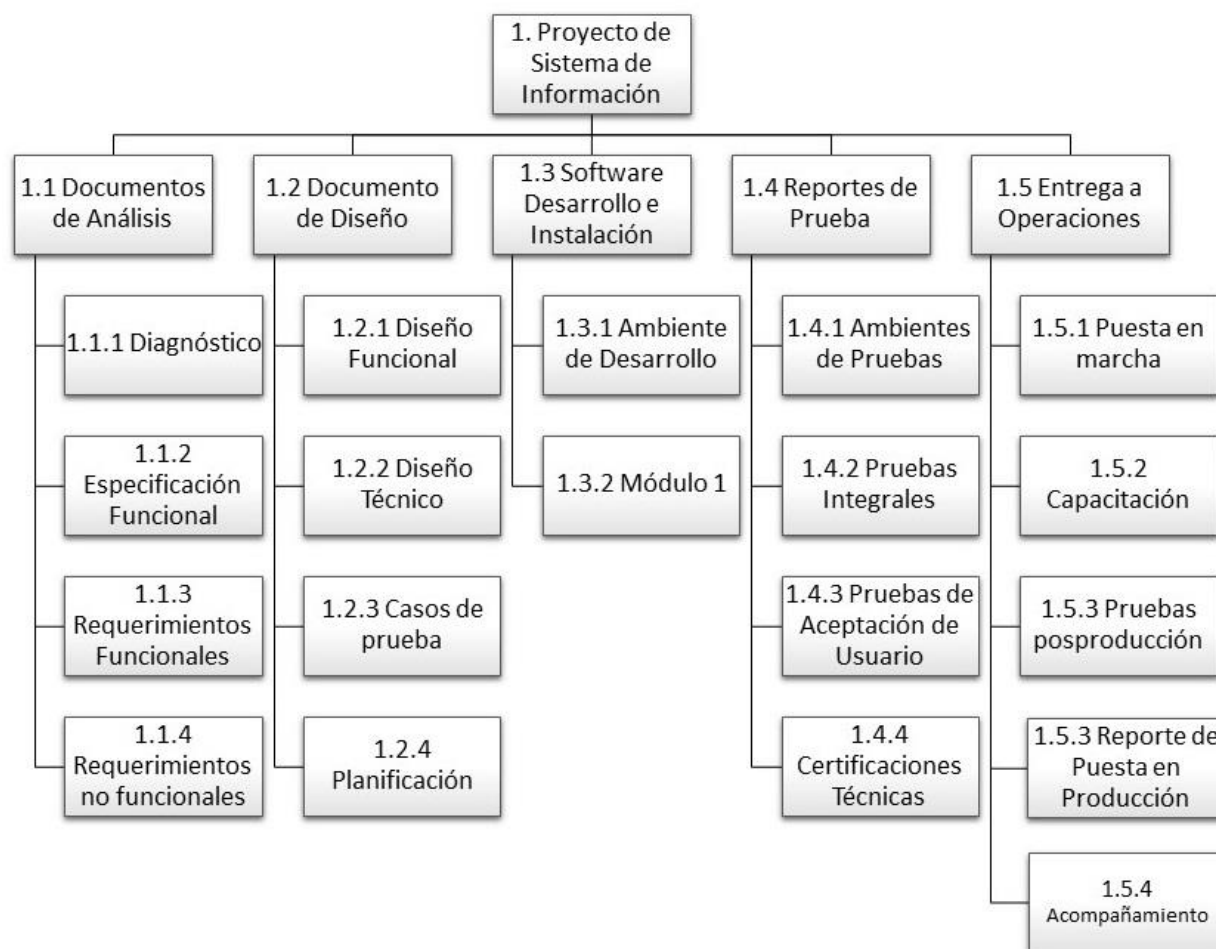 1. Proyecto de
Sistema de
Información
1.1 Documentos
de Análisis
1.1.1 Diagnóstico
1.1.2
Especificación
Funcional
1.1.3
Requerimientos
Funcionales
1.1.4
Requerimientos
no funcionales
1.2 Documento
de Diseño
1.2.1 Diseño
Funcional
1.2.2 Diseño
Técnico
1.2.3 Casos de
prueba
1.2.4
Planificación
1.3 Software
Desarrollo e
Instalación
1.3.1 Ambiente
de Desarrollo
1.3.2 Módulo 1
1.4 Reportes de
Prueba
1.4.1 Ambientes
de Pruebas
1.4.2 Pruebas
Integrales
1.4.3 Pruebas de
Aceptación de
Usuario
1.4.4
Certificaciones
Técnicas
1.5 Entrega a
Operaciones
1.5.1 Puesta en
marcha
1.5.2
Capacitación
1.5.3 Pruebas
posproducción
1.5.3 Reporte de
Puesta en
Producción
1.5.4
Acompañamiento